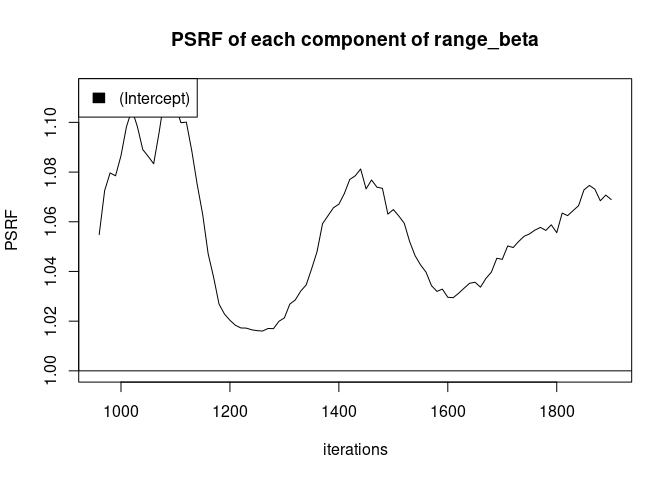 PSRF of each component of range_beta
(Intercept)
PSRF
1.10
1.08
1.06
1.04
1.02
1.00
1000 1200 1400 1600 1800
iterations